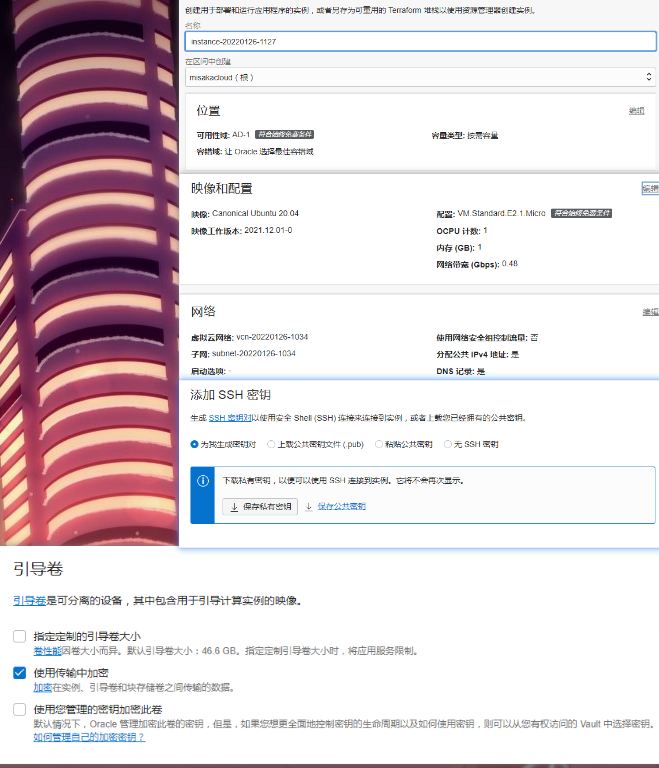 创建用于部署和运行应用程序的实例，或者另存为可重用的 Terraform 堆栈以使用资源管理器创建实例。
名称
instance-20220126-1127
在区间中创建
misakacloud（根）
位置
编辑
可用性域: AD-1 符合始终免费条件
容量类型: 按需容量
容错域: 让 Oracle 选择最佳容错域
映像和配置
编辑
映像: Canonical Ubuntu 20.04
配置: VM.Standard.E2.1.Micro 符合始终免费条件
映像工作版本: 2021.12.01-0
OCPU 计数: 1
内存 (GB): 1
网络带宽 (Gbps): 0.48
网络
编辑
虚拟云网络: vcn-20220126-1034
使用网络安全组控制流量: 否
子网: subnet-20220126-1034
分配公共 IPv4 地址: 是
启动选项: -
DNS 记录: 是
添加 SSH 密钥
生成 SSH 密钥对以使用安全 Shell (SSH) 连接来连接到实例，或者上载您已经拥有的公共密钥。
为我生成密钥对 上载公共密钥文件 (.pub) 粘贴公共密钥 无 SSH 密钥
下载私有密钥，以便可以使用 SSH 连接到实例。它将不会再次显示。
保存私有密钥 保存公共密钥
引导卷
引导卷是可分离的设备，其中包含用于引导计算实例的映像。
指定定制的引导卷大小
卷性能因卷大小而异。默认引导卷大小：46.6 GB。指定定制引导卷大小时，将应用服务限制。
使用传输中加密
加密在实例、引导卷和块存储卷之间传输的数据。
使用您管理的密钥加密此卷
默认情况下，Oracle 管理加密此卷的密钥，但是，如果您想更全面地控制密钥的生命周期以及如何使用密钥，则可以从您有权访问的 Vault 中选择密钥。
如何管理自己的加密密钥？